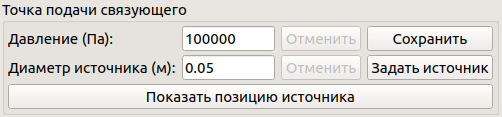 Точка подачи связующего
Давление (Па): 100000 Отменить Сохранить
Диаметр источника (м): 0.05 Отменить Задать источник
Показать позицию источника